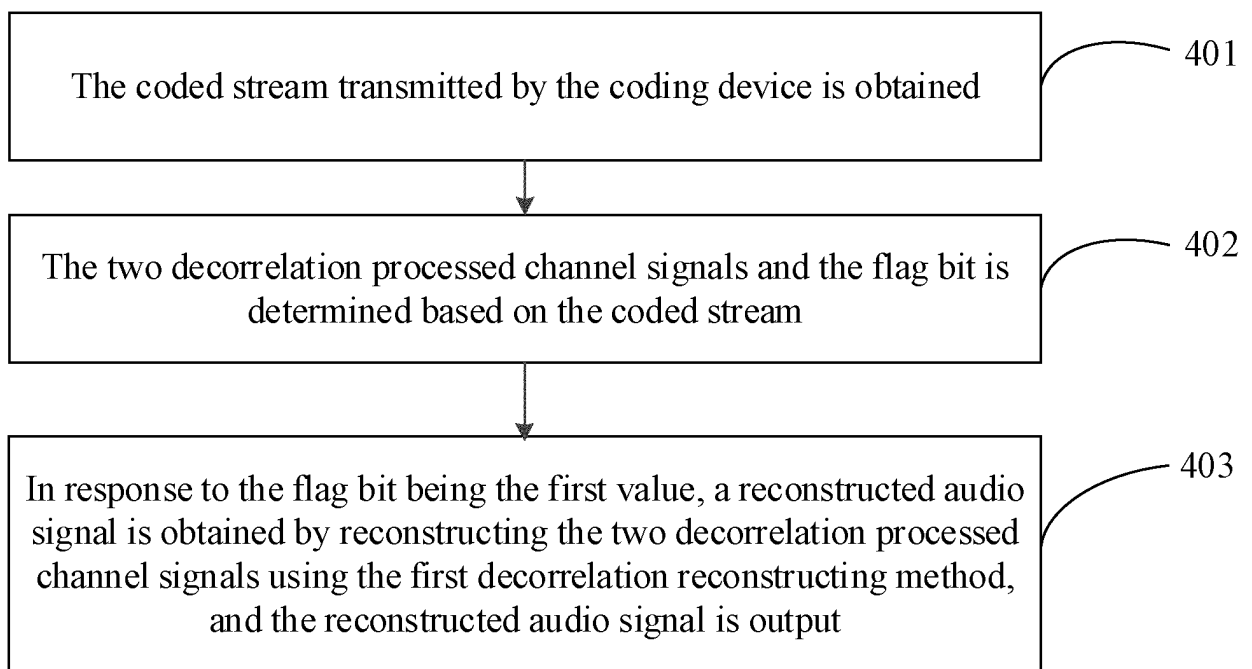 The coded stream transmitted by the coding device is obtained
401
The two decorrelation processed channel signals and the flag bit is
determined based on the coded stream
402
In response to the flag bit being the first value, a reconstructed audio
signal is obtained by reconstructing the two decorrelation processed
channel signals using the first decorrelation reconstructing method,
and the reconstructed audio signal is output
403